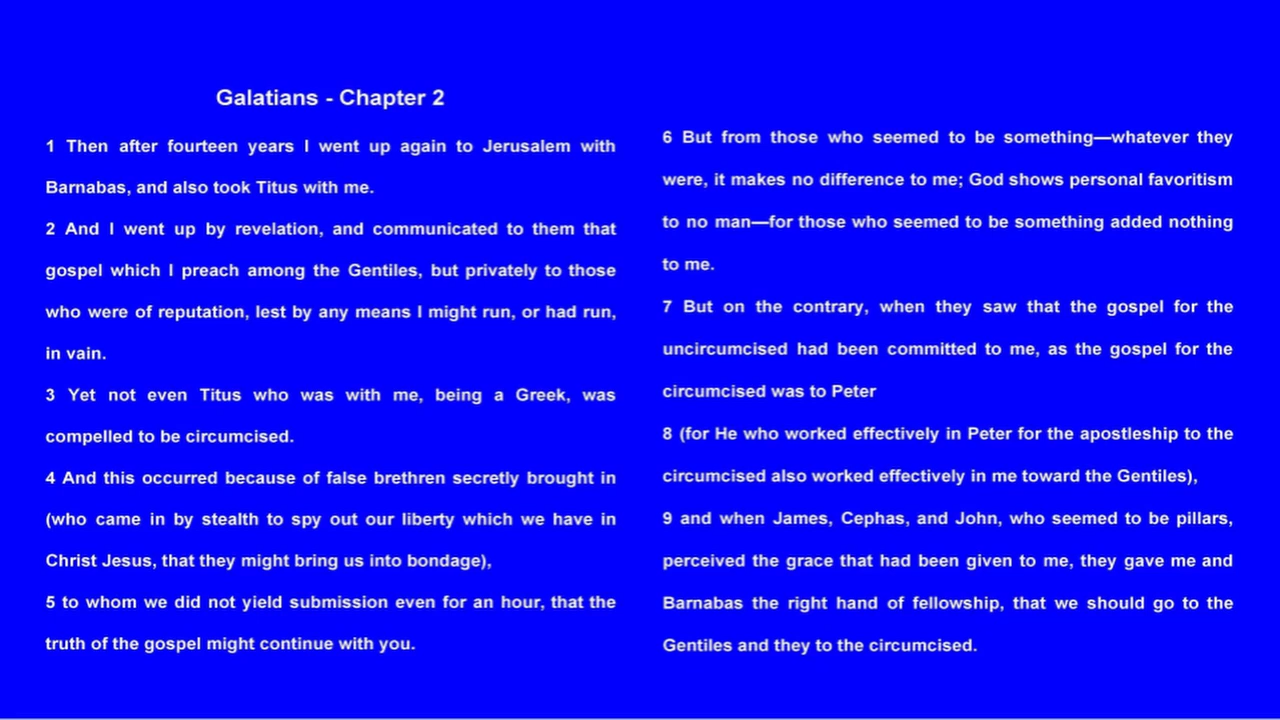 Galatians - Chapter 2
1 Then after fourteen years I went up again to Jerusalem with
Barnabas, and also took Titus with me.
2 And I went up by revelation, and communicated to them that
gospel which I preach among the Gentiles, but privately to those
who were of reputation, lest by any means I might run, or had run,
in vain.
3 Yet not even Titus who was with me, being a Greek, was
compelled to be circumcised.
4 And this occurred because of false brethren secretly brought in
(who came in by stealth to spy out our liberty which we have in
Christ Jesus, that they might bring us into bondage),
5 to whom we did not yield submission even for an hour, that the
truth of the gospel might continue with you.
6 But from those who seemed to be something—whatever they
were, it makes no difference to me; God shows personal favoritism
to no man—for those who seemed to be something added nothing
to me.
7 But on the contrary, when they saw that the gospel for the
uncircumcised had been committed to me, as the gospel for the
circumcised was to Peter
8 (for He who worked effectively in Peter for the apostleship to the
circumcised also worked effectively in me toward the Gentiles),
9 and when James, Cephas, and John, who seemed to be pillars,
perceived the grace that had been given to me, they gave me and
Barnabas the right hand of fellowship, that we should go to the
Gentiles and they to the circumcised.